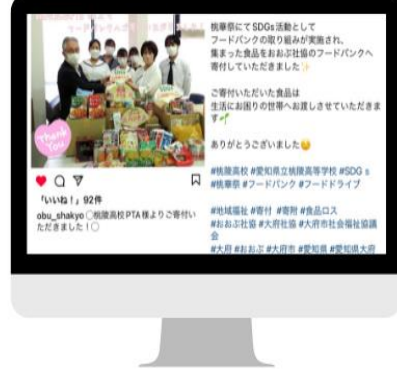 Thank
You
「いいね！」92件
obu_shakyo 〇桃陵高校PTA様よりご寄付い
ただきました！〇
桃華祭にてSDGs活動として
フードバンクの取り組みが実施され、
集まった食品をおおぶ社協のフードバンクへ
寄付していただきました✨
ご寄付いただいた食品は
生活にお困りの世帯へお渡しさせていただきま
す🌱
ありがとうございました😊
#桃陵高校 #愛知県立桃陵高等学校 #SDGｓ
#桃華祭 #フードバンク #フードドライブ
#地域福祉 #寄付 #寄附 #食品ロス
#おおぶ社協 #大府社協 #大府市社会福祉協議
会
#大府 #おおぶ #大府市 #愛知県 #愛知県大府